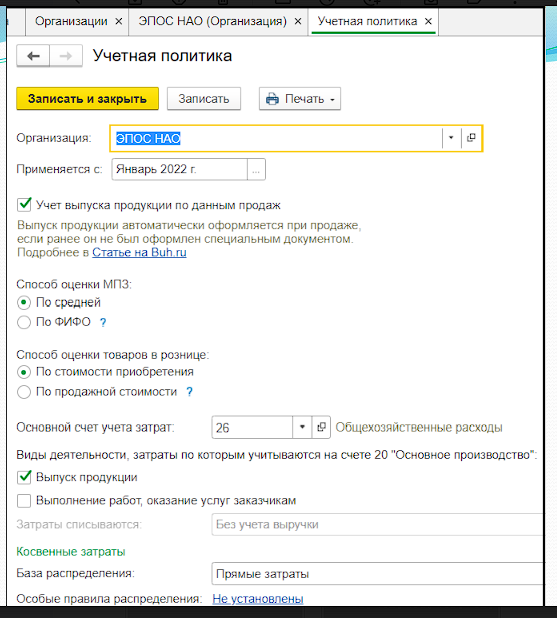 Организации × ЭПОС НАО (Организация) × Учетная политика ×
Учетная политика
Записать и закрыть Записать Печать
Организация: ЭПОС НАО
Применяется с: Январь 2022 г. ...
Учет выпуска продукции по данным продаж
Выпуск продукции автоматически оформляется при продаже,
если ранее он не был оформлен специальным документом.
Подробнее в Статье на Buh.ru
Способ оценки МПЗ:
По средней
По ФИФО ?
Способ оценки товаров в рознице:
По стоимости приобретения
По продажной стоимости ?
Основной счет учета затрат: 26 Общехозяйственные расходы
Виды деятельности, затраты по которым учитываются на счете 20 "Основное производство":
Выпуск продукции
Выполнение работ, оказание услуг заказчикам
Затраты списываются: Без учета выручки
Косвенные затраты
База распределения: Прямые затраты
Особые правила распределения: Не установлены